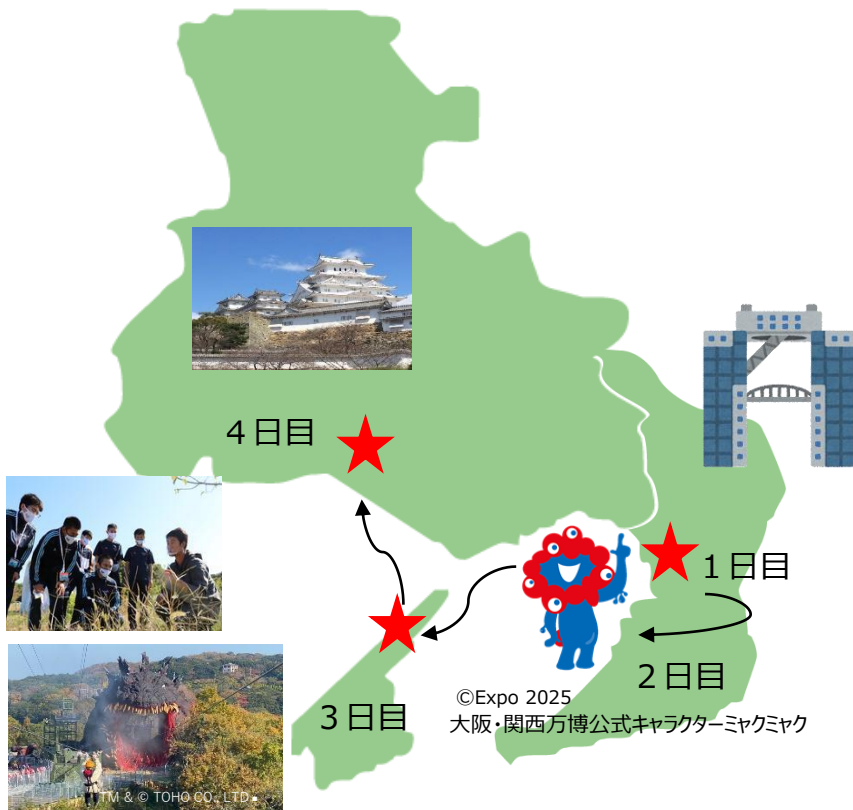 ４日目
１日目
２日目
３日目
©Expo 2025
大阪・関西万博公式キャラクターミャクミャク
TM & © TOHO CO., LTD.